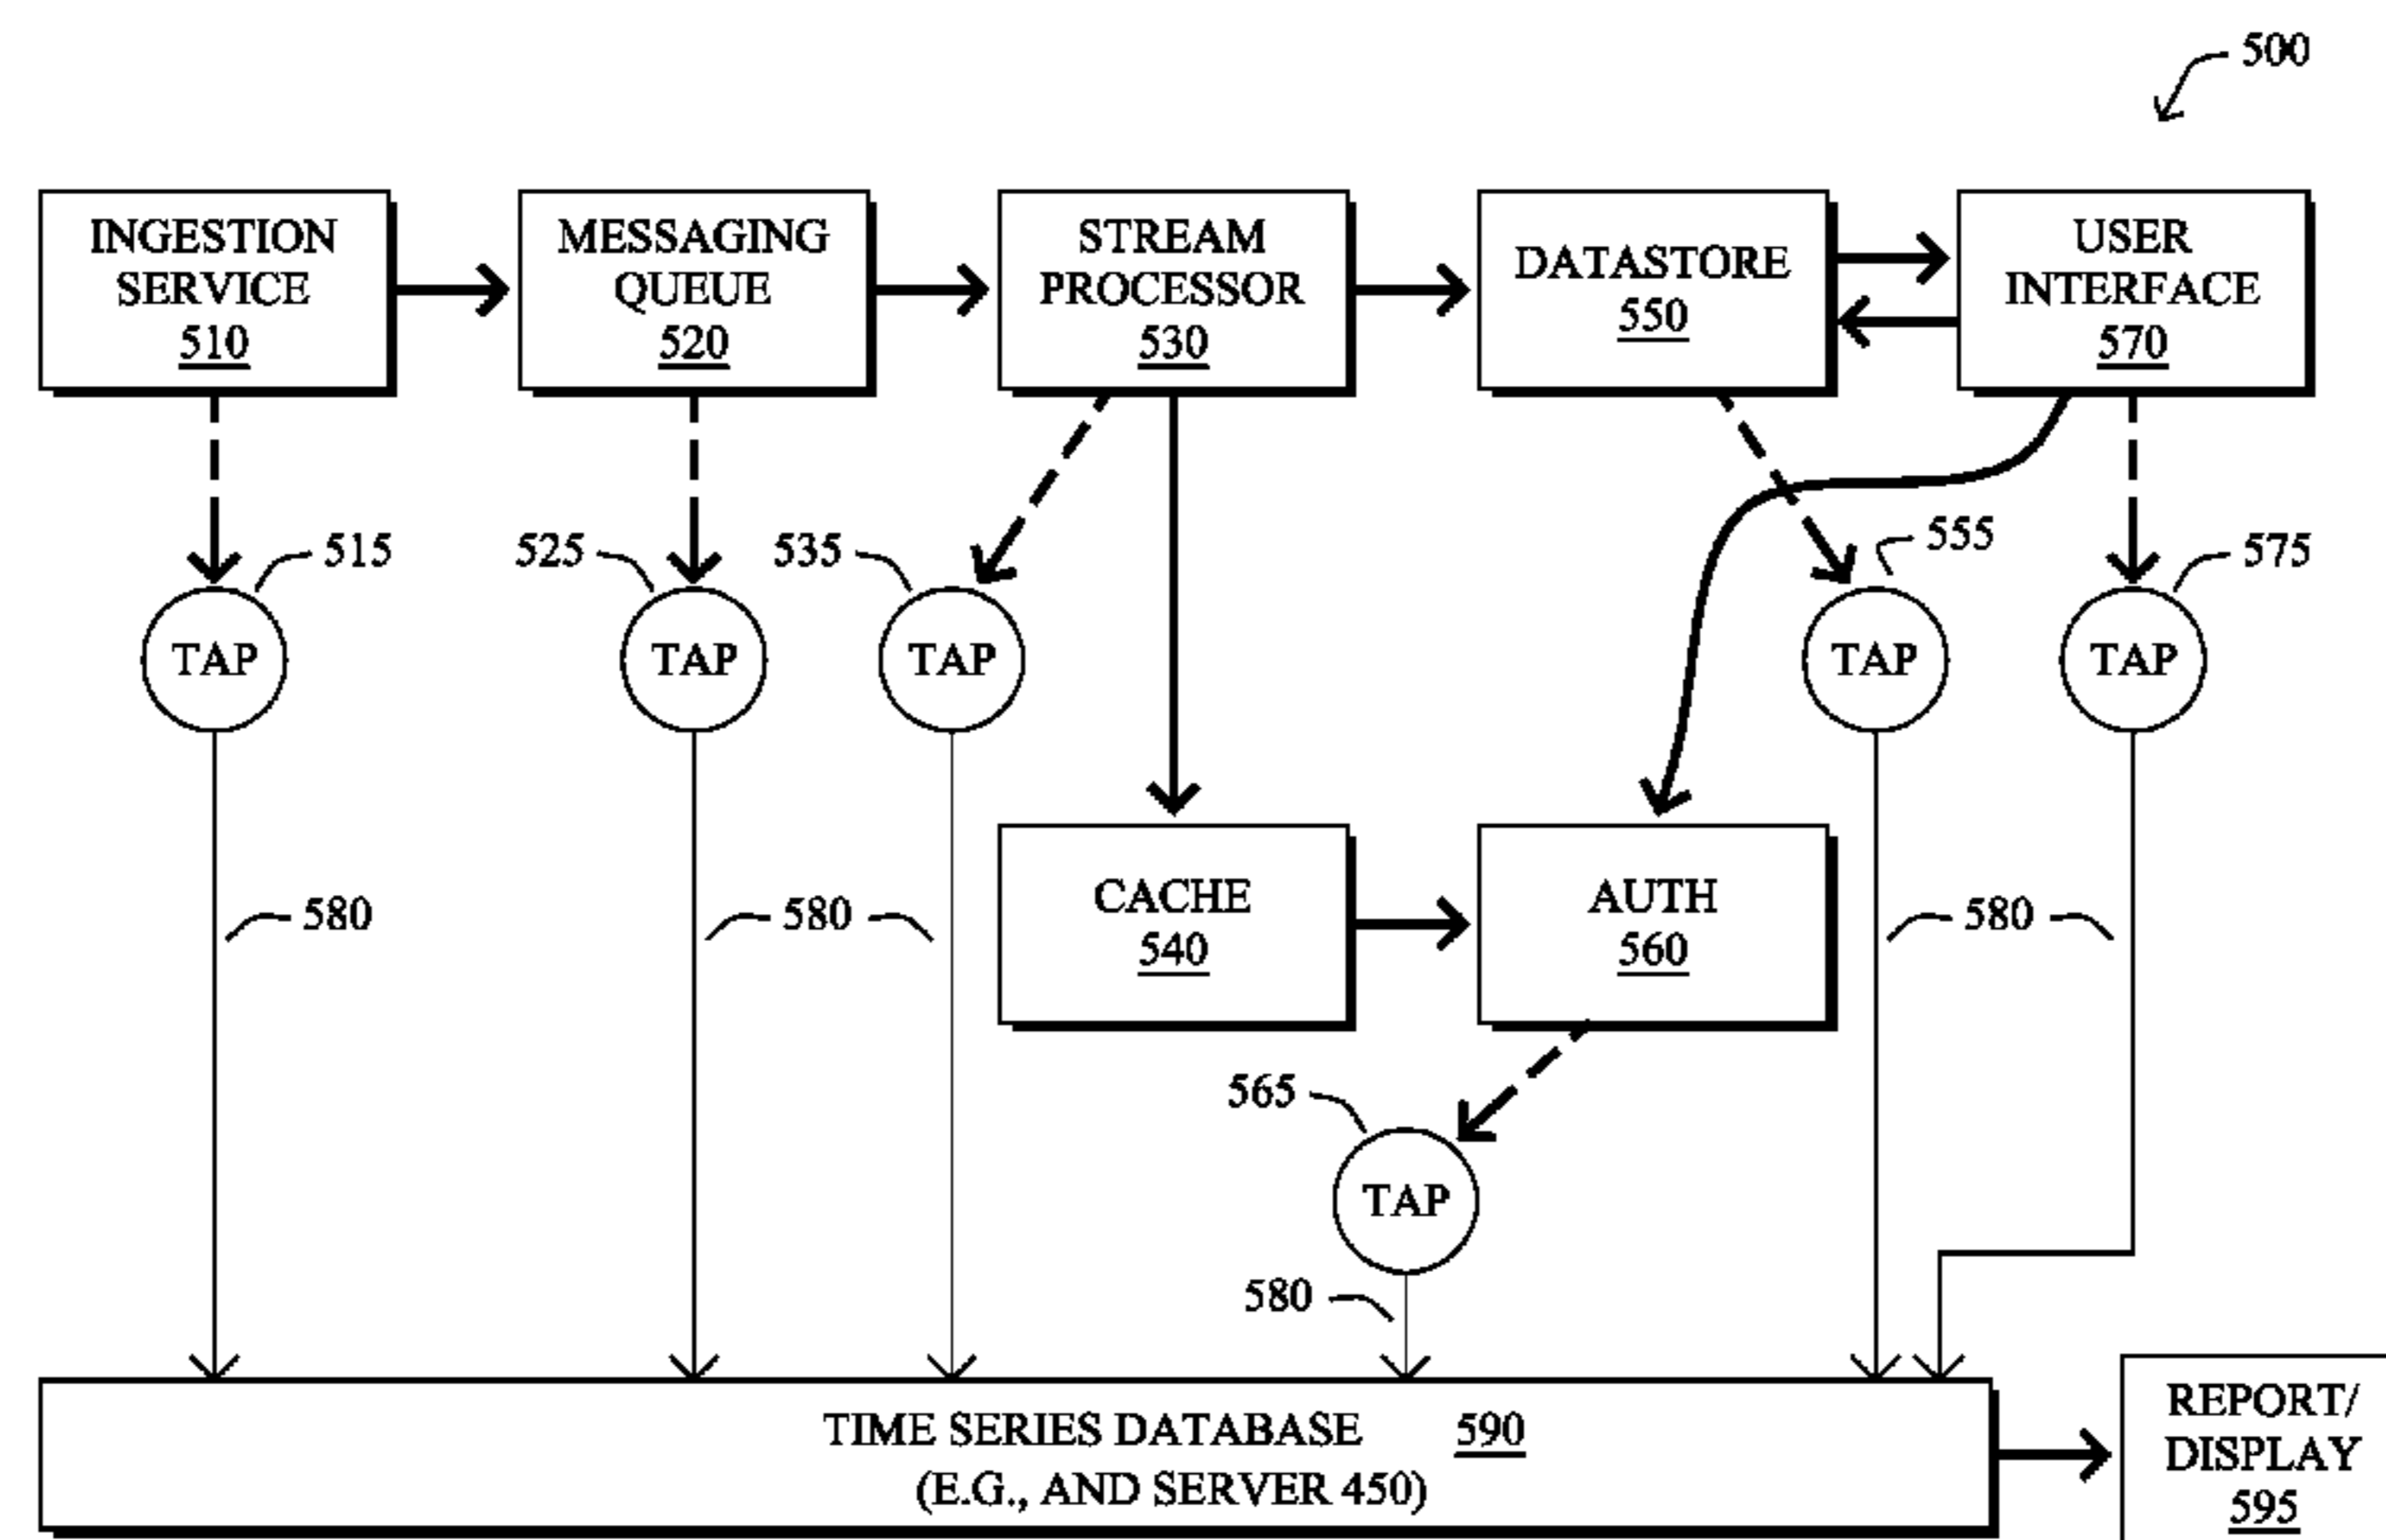 500
INGESTION
SERVICE
510
MESSAGING
QUEUE
520
STREAM
PROCESSOR
530
DATASTORE
550
USER
INTERFACE
570
515
525
535
555
575
TAP
TAP
TAP
TAP
TAP
580
580
580
CACHE
540
AUTH
560
565
TAP
580
TIME SERIES DATABASE 590
(E.G., AND SERVER 450)
REPORT/
DISPLAY
595